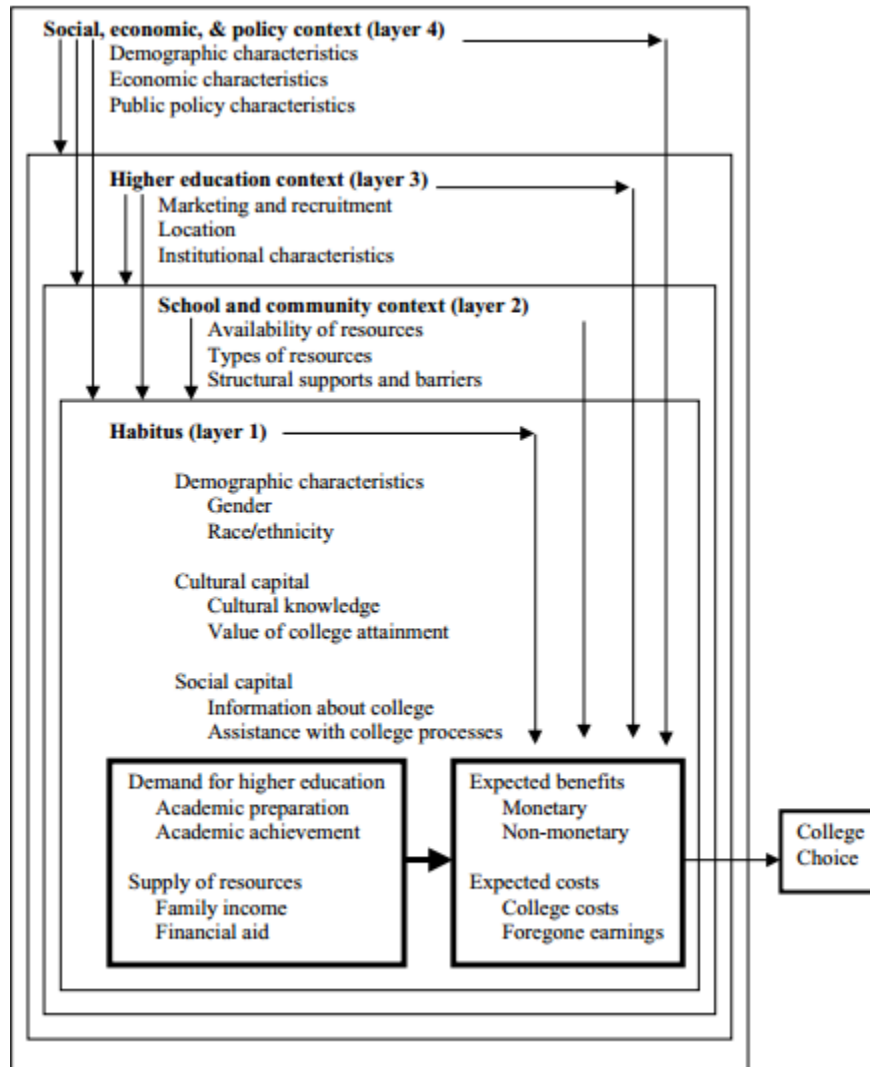 Social, economic, & policy context (layer 4)
Demographic characteristics
Economic characteristics
Public policy characteristics
Higher education context (layer 3)
Marketing and recruitment
Location
Institutional characteristics
School and community context (layer 2)
Availability of resources
Types of resources
Structural supports and barriers
Habitus (layer 1)
Demographic characteristics
Gender
Race/ethnicity
Cultural capital
Cultural knowledge
Value of college attainment
Social capital
Information about college
Assistance with college processes
Demand for higher education
Academic preparation
Academic achievement
Supply of resources
Family income
Financial aid
Expected benefits
Monetary
Non-monetary
Expected costs
College costs
Foregone earnings
College
Choice